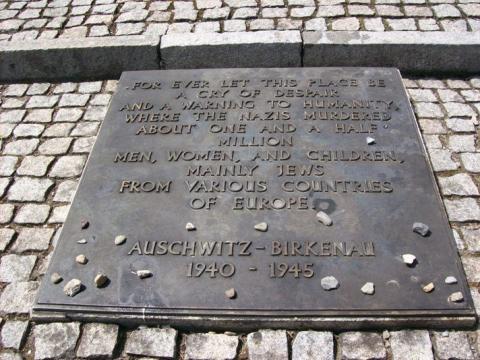 FOR EVER LET THIS PLACE BE
A CRY OF DESPAIR
AND A WARNING TO HUMANITY,
WHERE THE NAZIS MURDERED
ABOUT ONE AND A HALF
MILLION
MEN, WOMEN, AND CHILDREN,
MAINLY JEWS
FROM VARIOUS COUNTRIES
OF EUROPE.
AUSCHWITZ - BIRKENAU
1940 - 1945